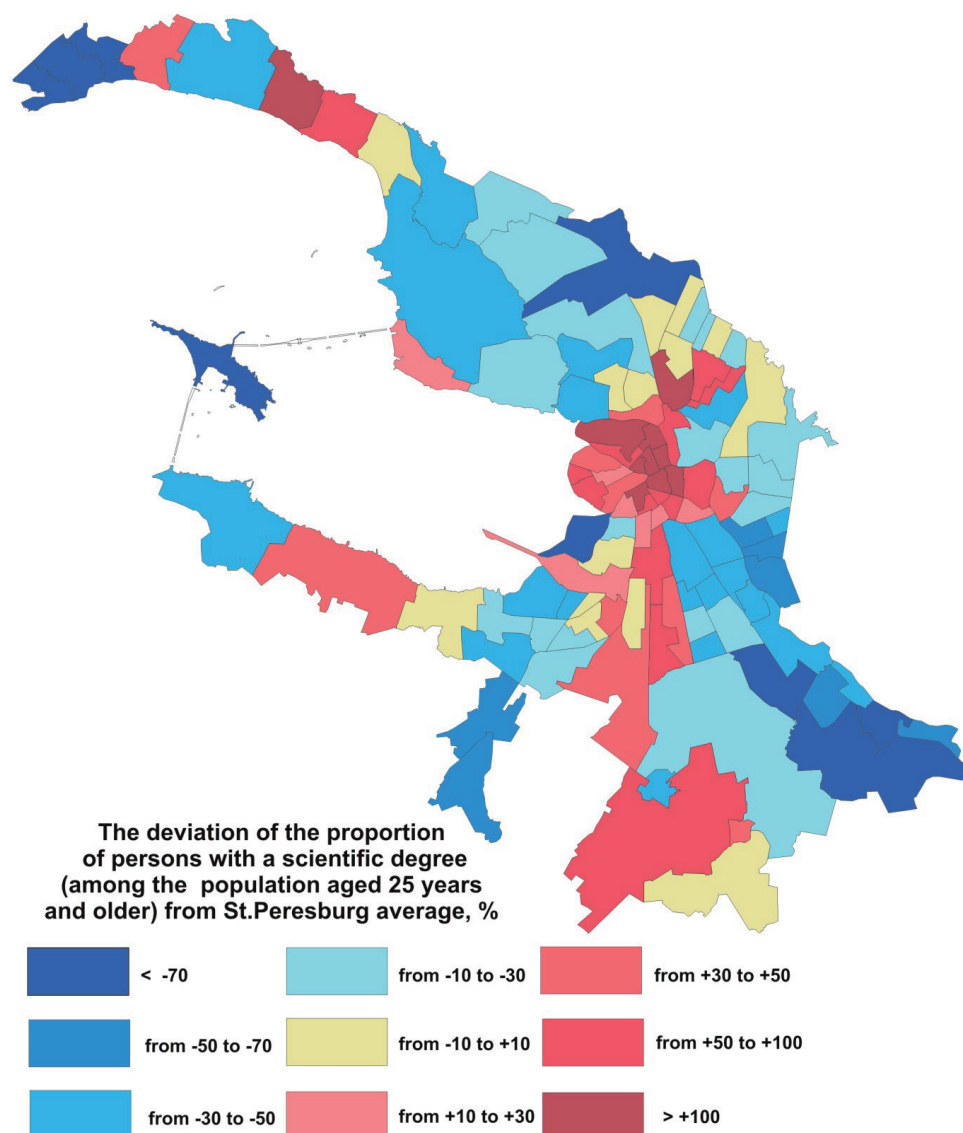 The deviation of the proportion
of persons with a scientific degree
(among the population aged 25 years
and older) from St.Peresburg average, %
< -70
from -10 to -30
from +30 to +50
from -50 to -70
from -10 to +10
from +50 to +100
from -30 to -50
from +10 to +30
> +100